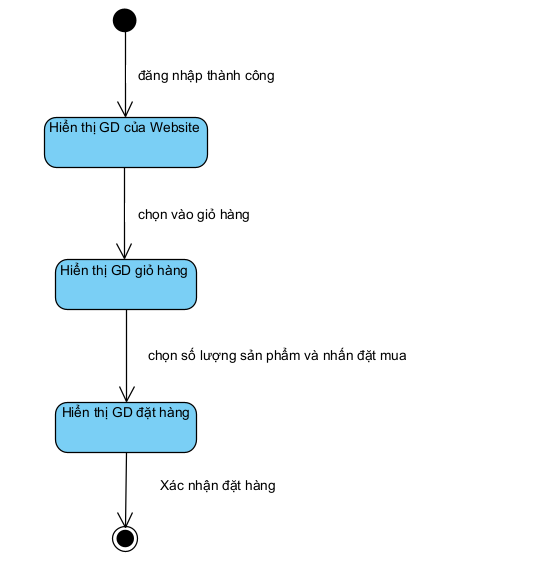 đăng nhập thành công
Hiển thị GD của Website
chọn vào giỏ hàng
Hiển thị GD giỏ hàng
chọn số lượng sản phẩm và nhấn đặt mua
Hiển thị GD đặt hàng
Xác nhận đặt hàng